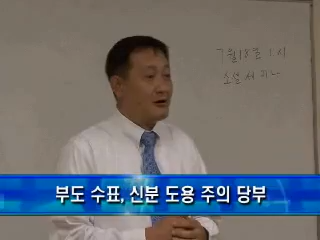 7월18일 1시
부도 수표, 신분 도용 주의 당부